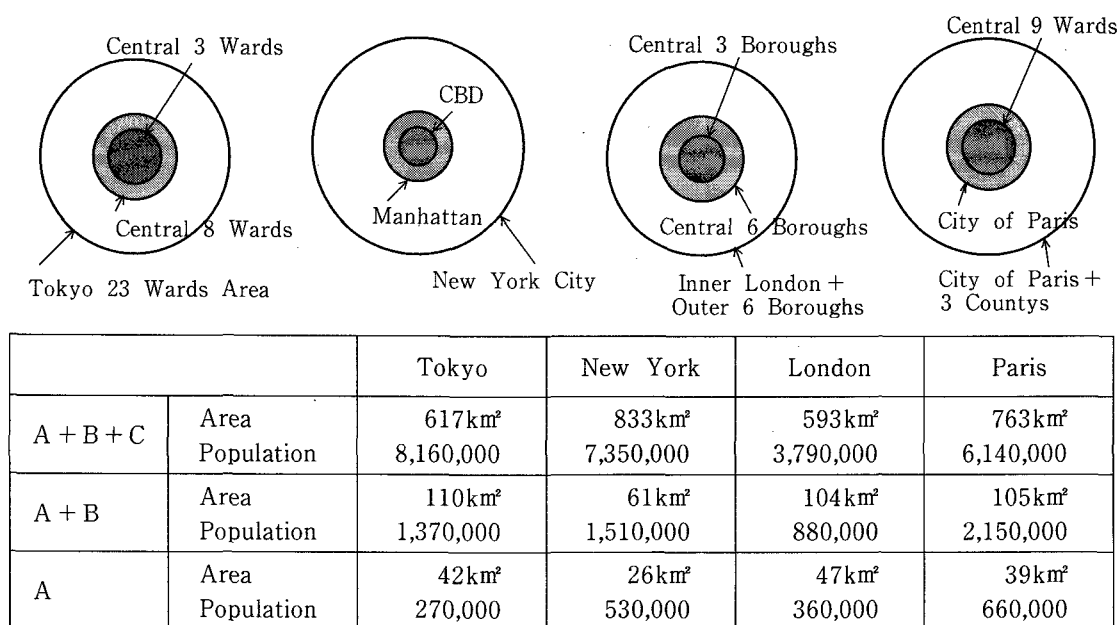 Central 3 Wards
Central 8 Wards
Tokyo 23 Wards Area
CBD
Manhattan
New York City
Central 3 Boroughs
Central 6 Boroughs
Inner London +
Outer 6 Boroughs
Central 9 Wards
City of Paris
City of Paris +
3 Countys
Tokyo New York London Paris
A + B + C Area 617km² 833km² 593km² 763km²
Population 8,160,000 7,350,000 3,790,000 6,140,000
A + B Area 110km² 61km² 104km² 105km²
Population 1,370,000 1,510,000 880,000 2,150,000
A Area 42km² 26km² 47km² 39km²
Population 270,000 530,000 360,000 660,000